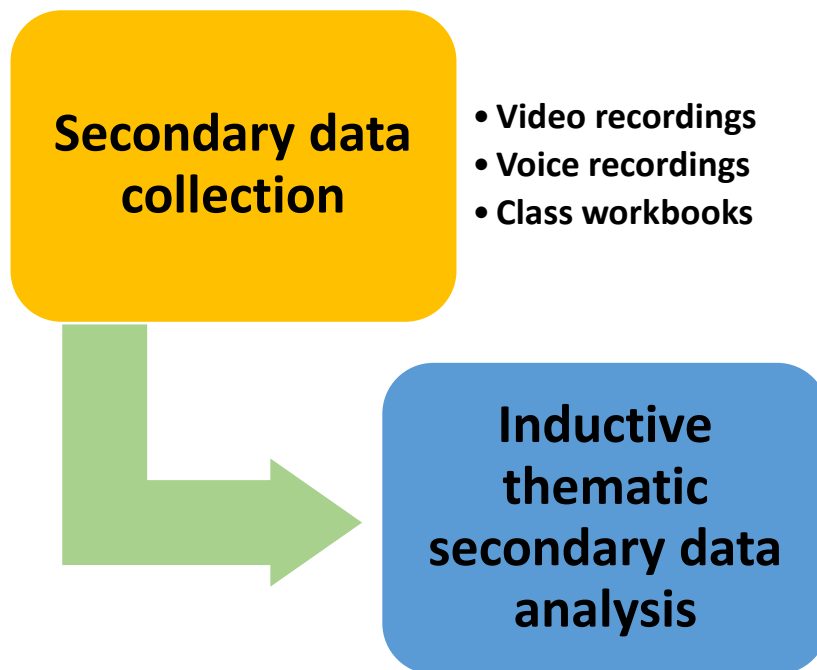 Secondary data
collection
• Video recordings
• Voice recordings
• Class workbooks
Inductive
thematic
secondary data
analysis